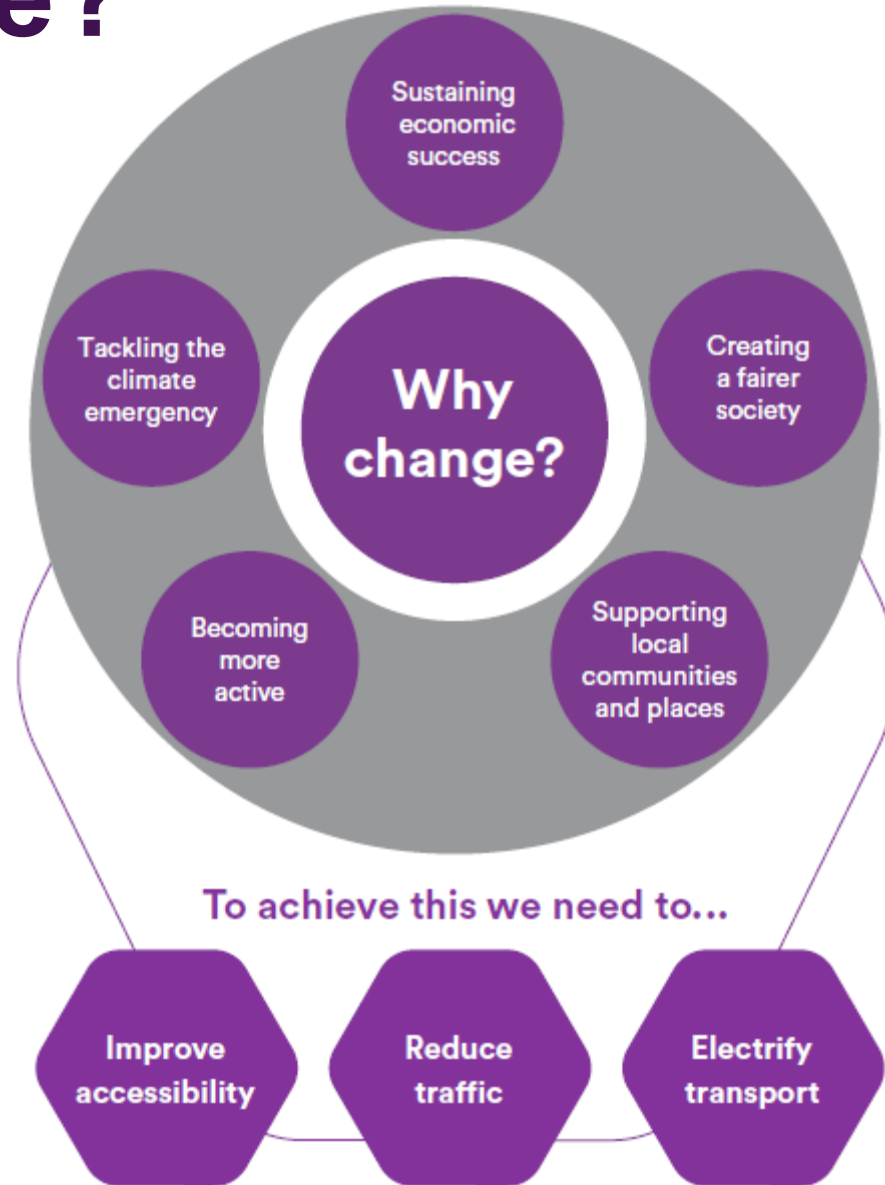 e?
Sustaining
economic
success
Tackling the
climate
emergency
Creating
a fairer
society
Why
change?
Becoming
more
active
Supporting
local
communities
and places
To achieve this we need to...
Improve
accessibility
Reduce
traffic
Electrify
transport